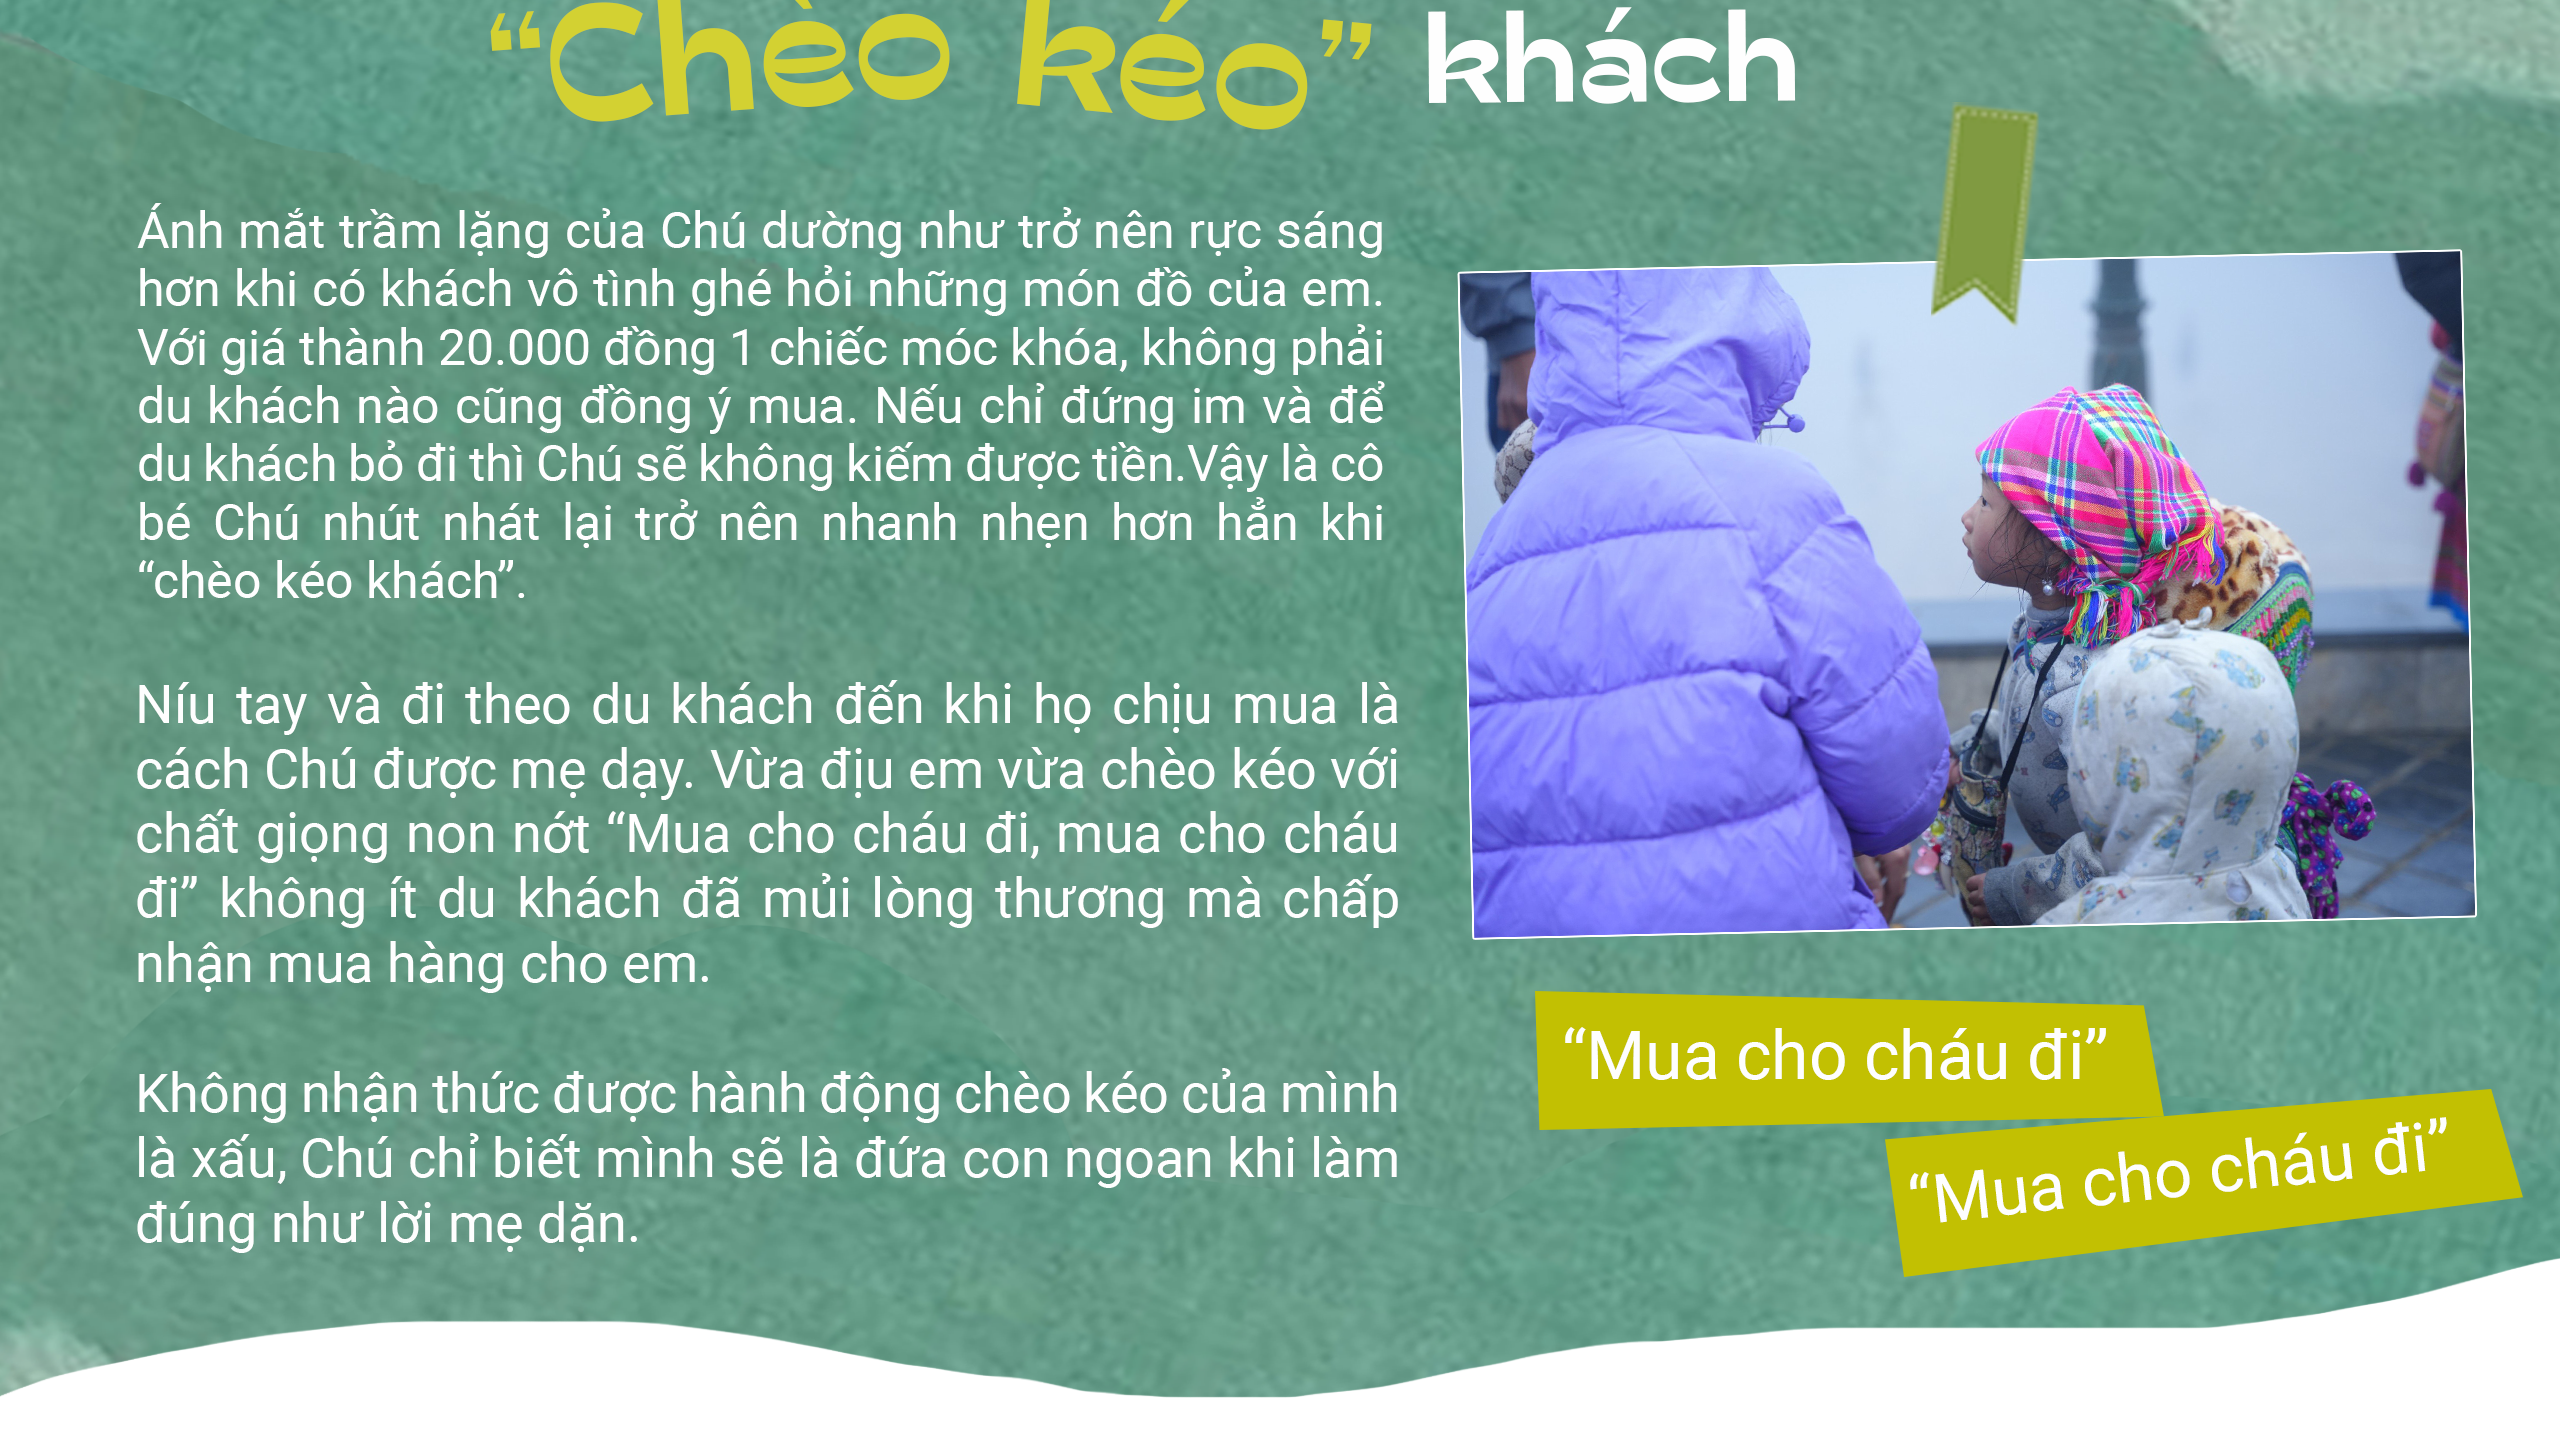 “Chèo kéo” khách
Ánh mắt trầm lặng của Chú dường như trở nên rực sáng
hơn khi có khách vô tình ghé hỏi những món đồ của em.
Với giá thành 20.000 đồng 1 chiếc móc khóa, không phải
du khách nào cũng đồng ý mua. Nếu chỉ đứng im và để
du khách bỏ đi thì Chú sẽ không kiếm được tiền.Vậy là cô
bé Chú nhút nhát lại trở nên nhanh nhẹn hơn hẳn khi
“chèo kéo khách”.
Níu tay và đi theo du khách đến khi họ chịu mua là
cách Chú được mẹ dạy. Vừa địu em vừa chèo kéo với
chất giọng non nớt “Mua cho cháu đi, mua cho cháu
đi” không ít du khách đã mủi lòng thương mà chấp
nhận mua hàng cho em.
Không nhận thức được hành động chèo kéo của mình
là xấu, Chú chỉ biết mình sẽ là đứa con ngoan khi làm
đúng như lời mẹ dặn.
“Mua cho cháu đi”
“Mua cho cháu đi”